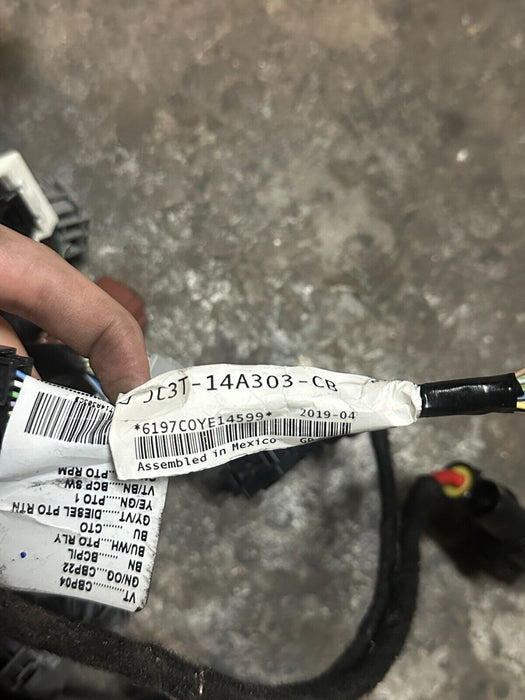 JC3T-14A303-CB
*6197C0YE14599* 2019-04
Assembled in Mexico
VT..........CBP04
GN/OG....CBP22
BN........BCPIL
BU/WH....PTO RLY
BU........CTO
GY/VT....DIESEL PTO RTN
YE/GN....PTO 1
VT/BN....BCP SW
PTO RPM